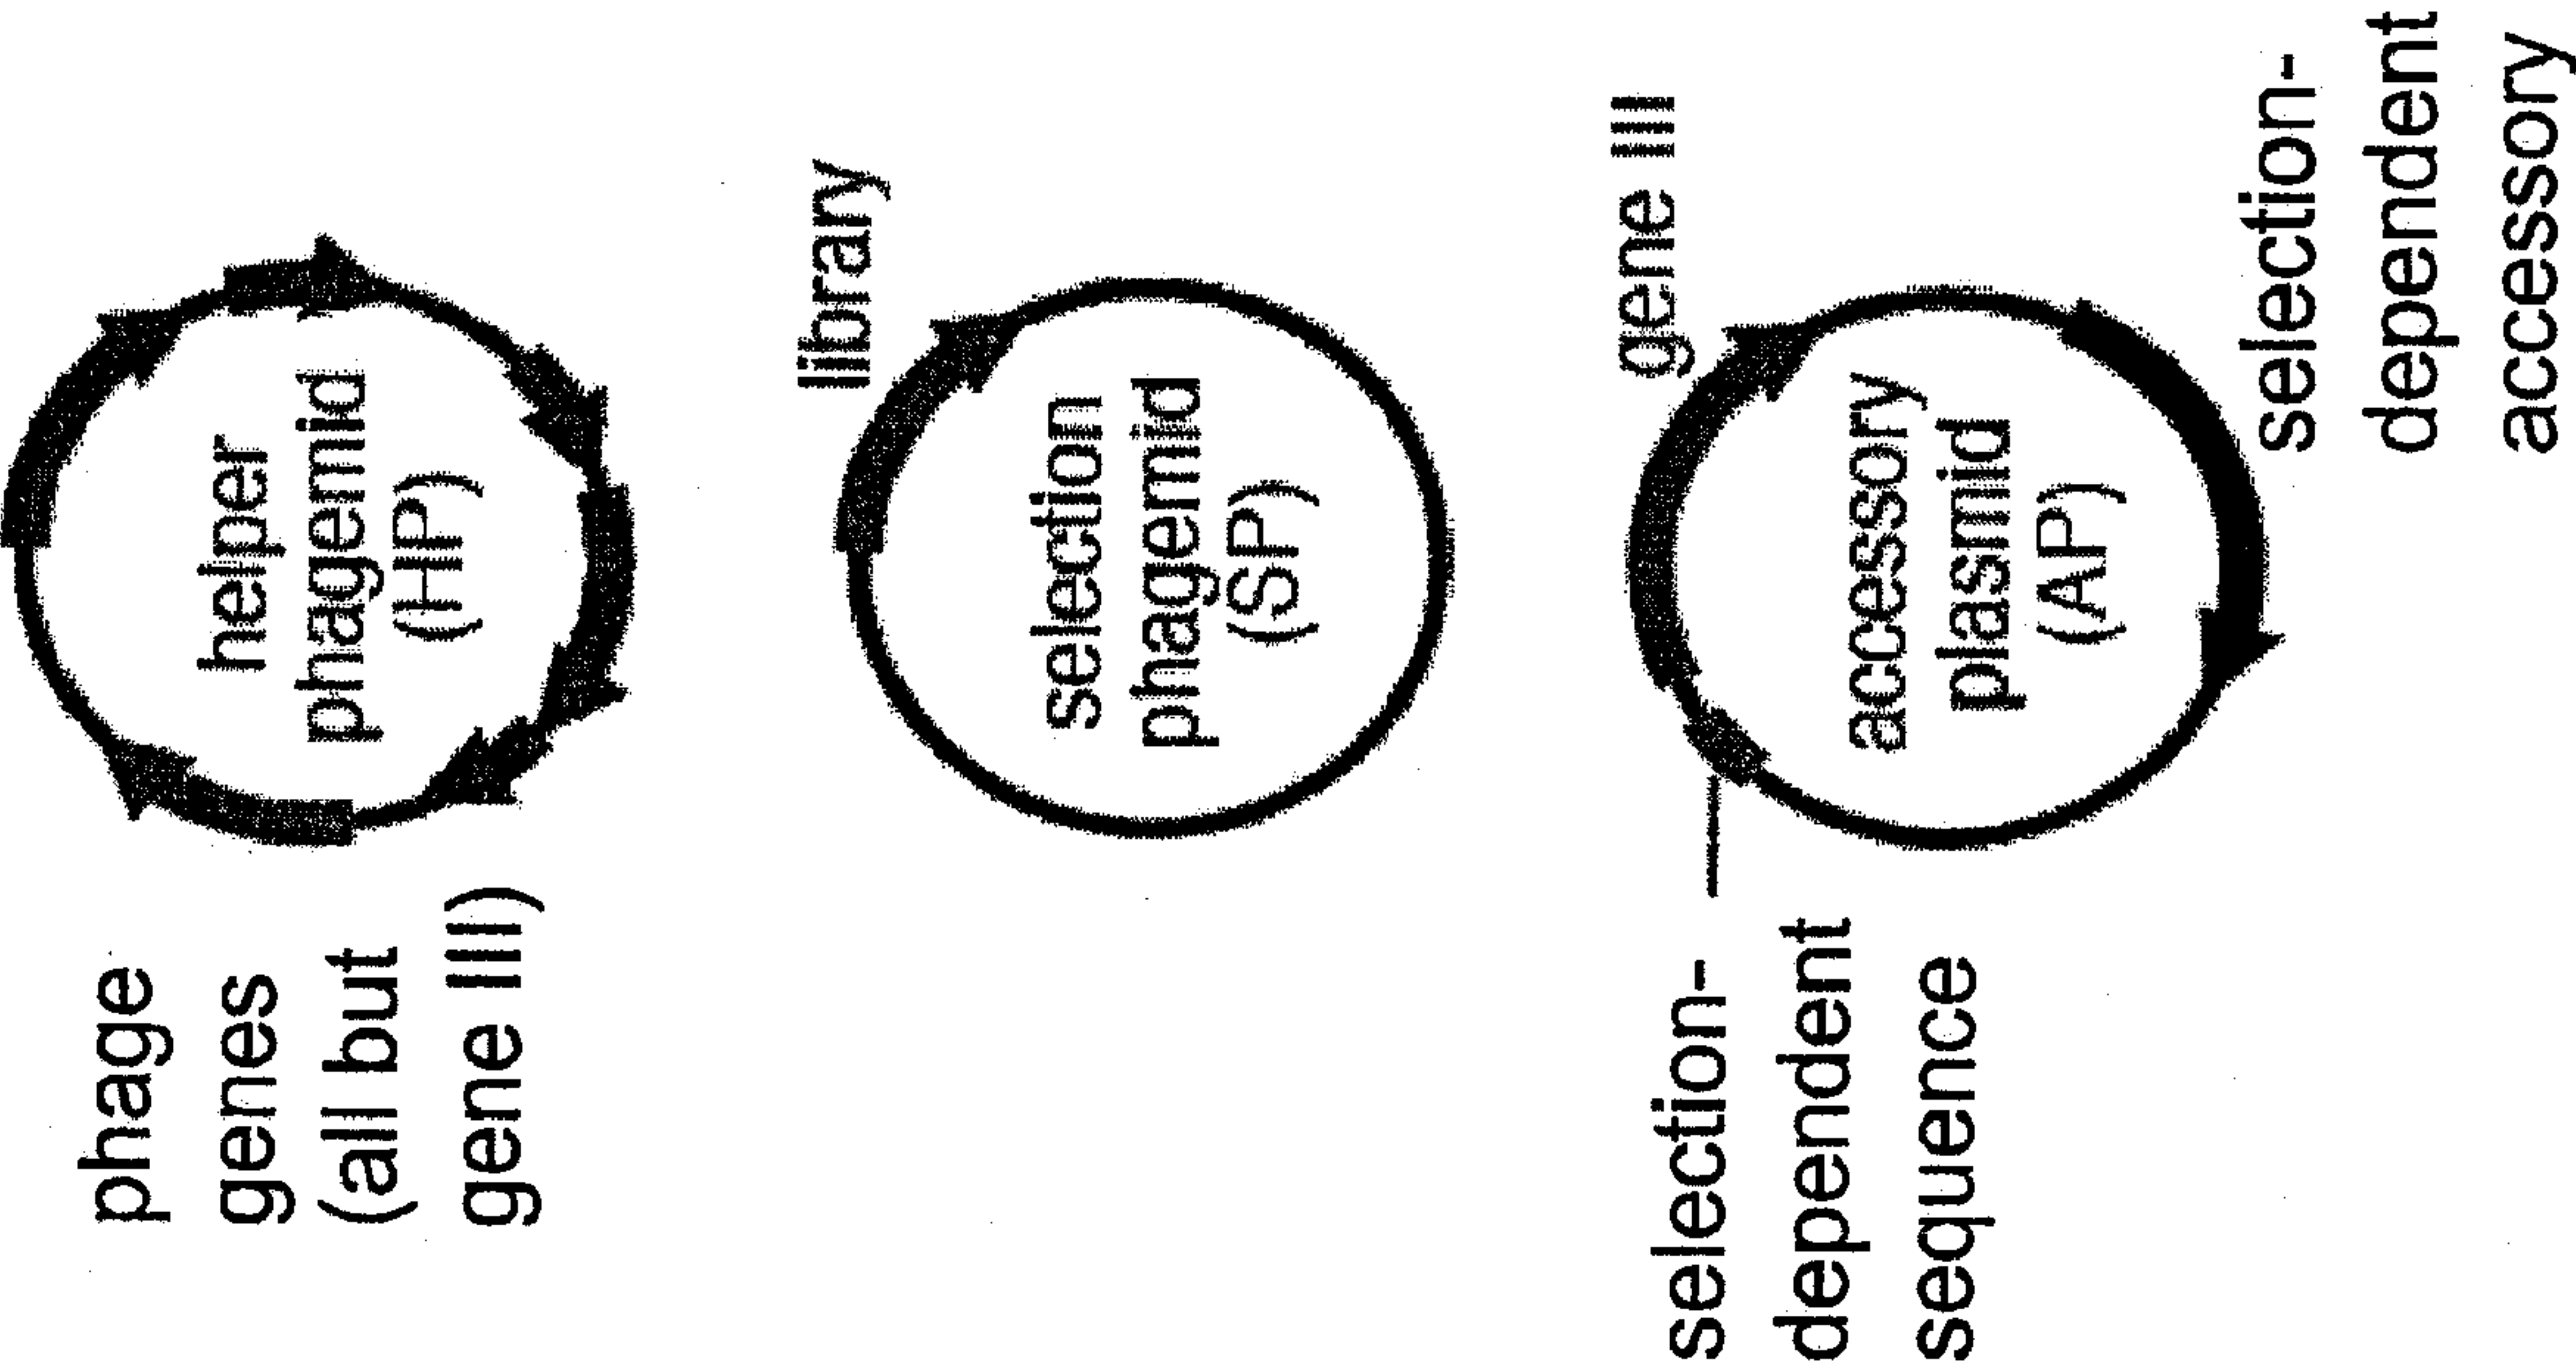 phage
genes
(all but
gene III)
helper
phagemid
(HP)
library
selection
phagemid
(SP)
gene III
selection-
dependent
sequence
accessory
plasmid
(AP)
selection-
dependent
accessory